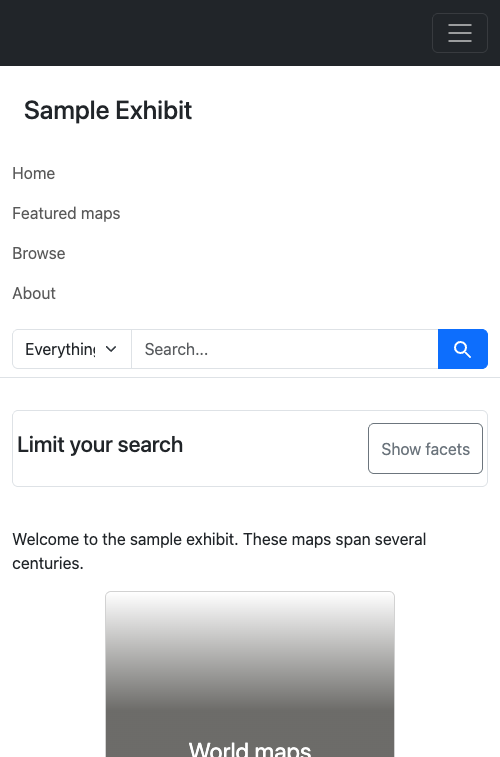 Sample Exhibit
Home
Featured maps
Browse
About
Everything Search...
Limit your search
Show facets
Welcome to the sample exhibit. These maps span several
centuries.
World maps